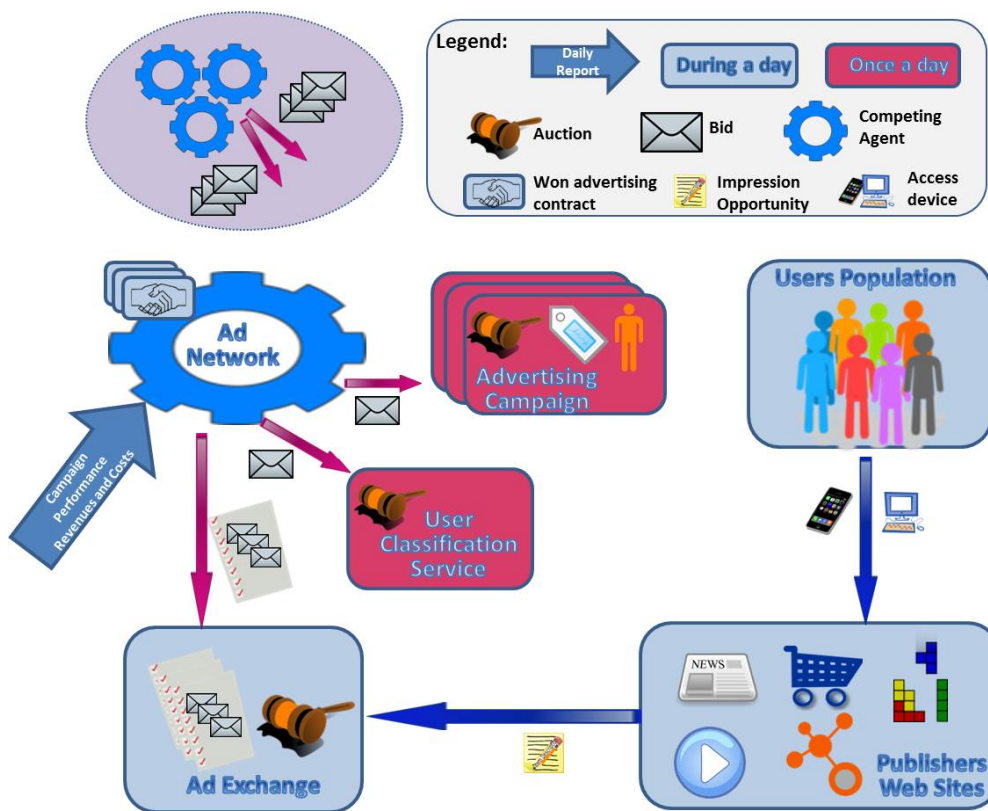 Legend:
Daily
Report
During a day
Once a day
Auction
Bid
Competing
Agent
Won advertising
contract
Impression
Opportunity
Access
device
Ad
Network
Advertising
Campaign
Users Population
Campaign
Performance
Revenues and Costs
User
Classification
Service
NEWS
Ad Exchange
Publishers
Web Sites